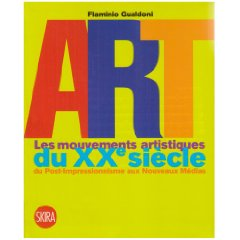 Flaminio Gualdoni
ART
Les mouvements artistiques
du XXe siècle
du Post-Impressionnisme aux Nouveaux Médias
SKIRA